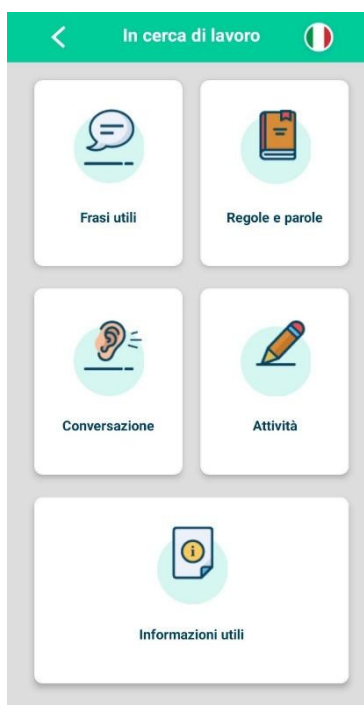 In cerca di lavoro
Frasi utili
Regole e parole
Conversazione
Attività
Informazioni utili